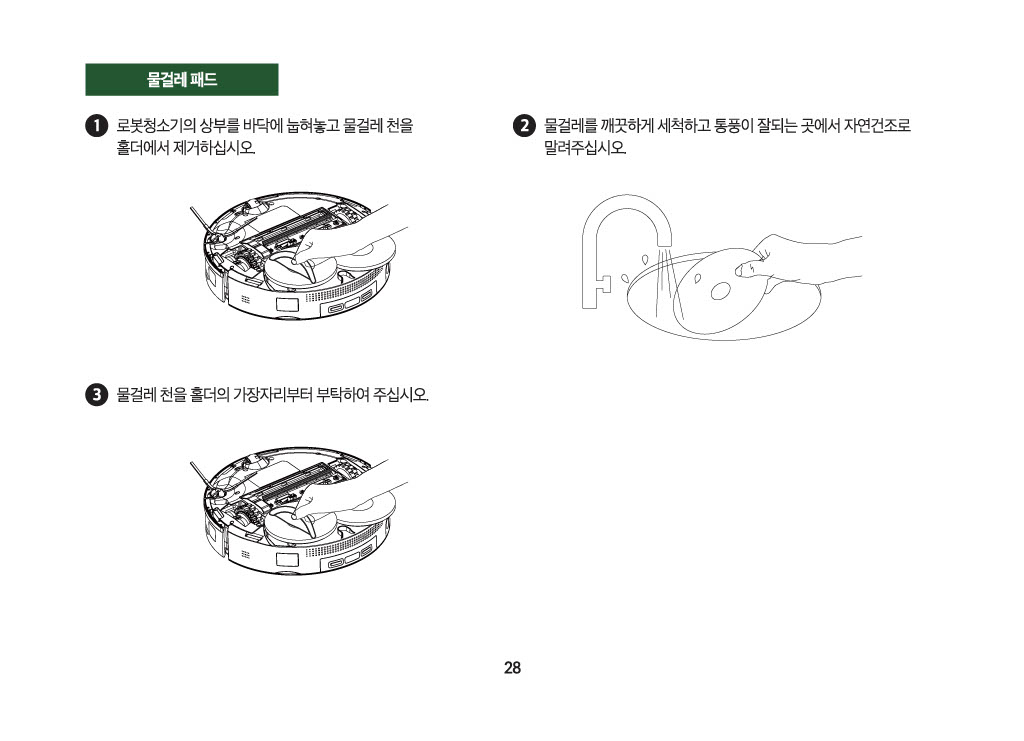 물걸레 패드
1 로봇청소기의 상부를 바닥에 눕혀놓고 물걸레 천을
홀더에서 제거하십시오.
2 물걸레를 깨끗하게 세척하고 통풍이 잘되는 곳에서 자연건조로
말려주십시오.
3 물걸레 천을 홀더의 가장자리부터 부탁하여 주십시오.
28